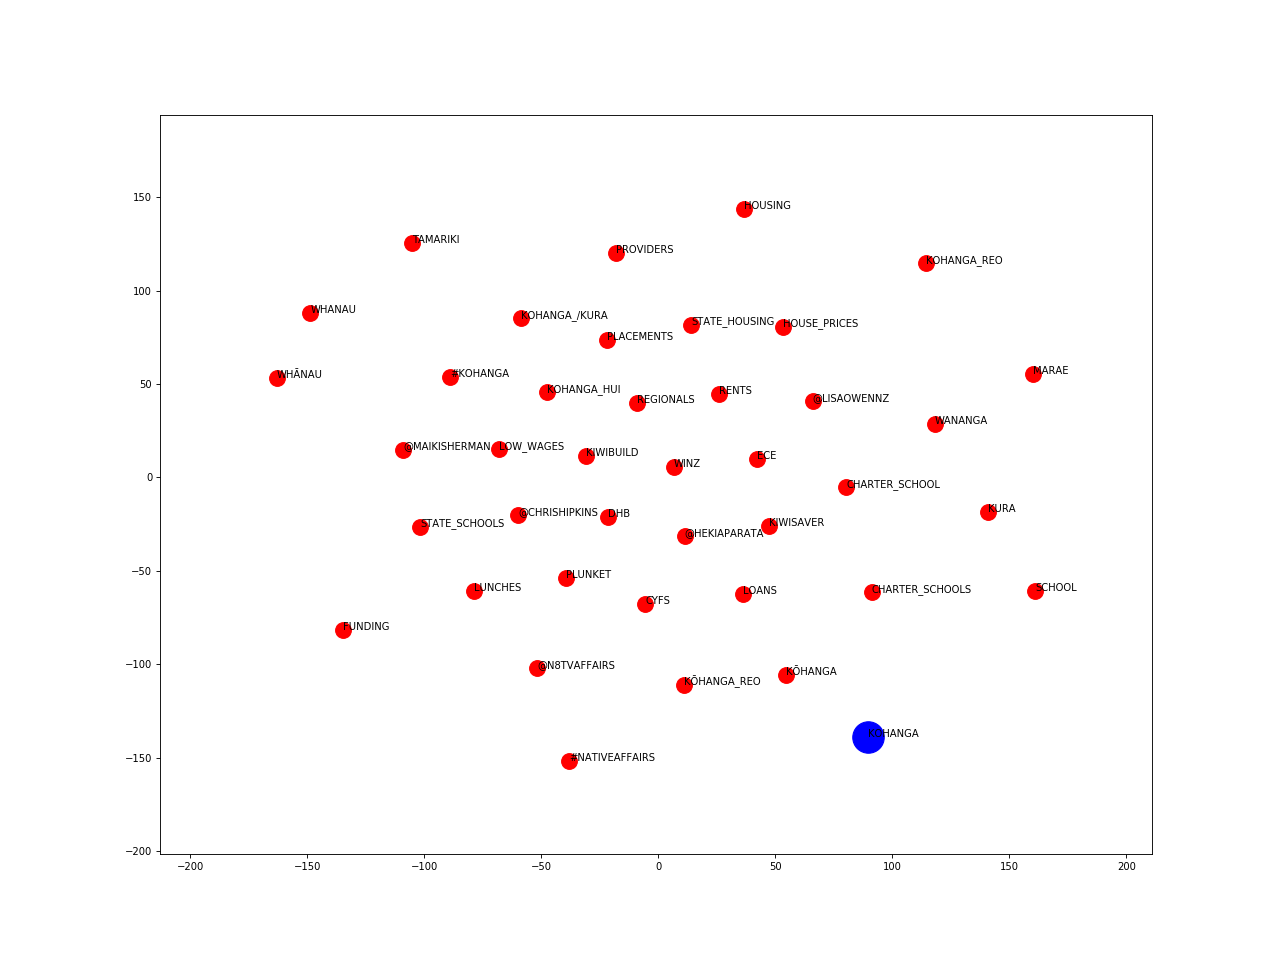 HOUSING
TAMARIKI
PROVIDERS
KOHANGA_REO
WHANAU
KOHANGA_/KURA
STATE_HOUSING
HOUSE_PRICES
PLACEMENTS
WHĀNAU
#KOHANGA
MARAE
KOHANGA_HUI
RENTS
REGIONALS
@LISAOWENNZ
WANANGA
@MAIKISHERMAN
LOW_WAGES
KIWIBUILD
WINZ
ECE
CHARTER_SCHOOL
KURA
STATE_SCHOOLS
@CHRISHIPKINS
DHB
@HEKIAPARATA
KIWISAVER
PLUNKET
LUNCHES
CYFS
LOANS
CHARTER_SCHOOLS
SCHOOL
FUNDING
@N8TVAFFAIRS
KŌHANGA_REO
KŌHANGA
KOHANGA
#NATIVEAFFAIRS
150
100
50
0
−50
−100
−150
−200
−200
−150
−100
−50
0
50
100
150
200